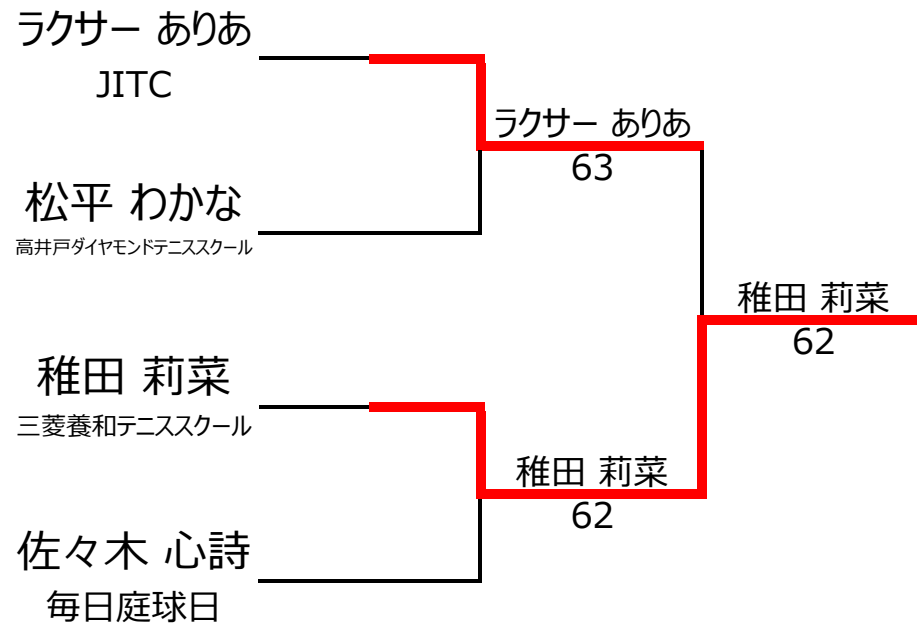 ラクサー ありあ
JITC
ラクサー ありあ
63
松平 わかな
高井戸ダイヤモンドテニススクール
稚田 莉菜
62
稚田 莉菜
三菱養和テニススクール
稚田 莉菜
62
佐々木 心詩
毎日庭球日